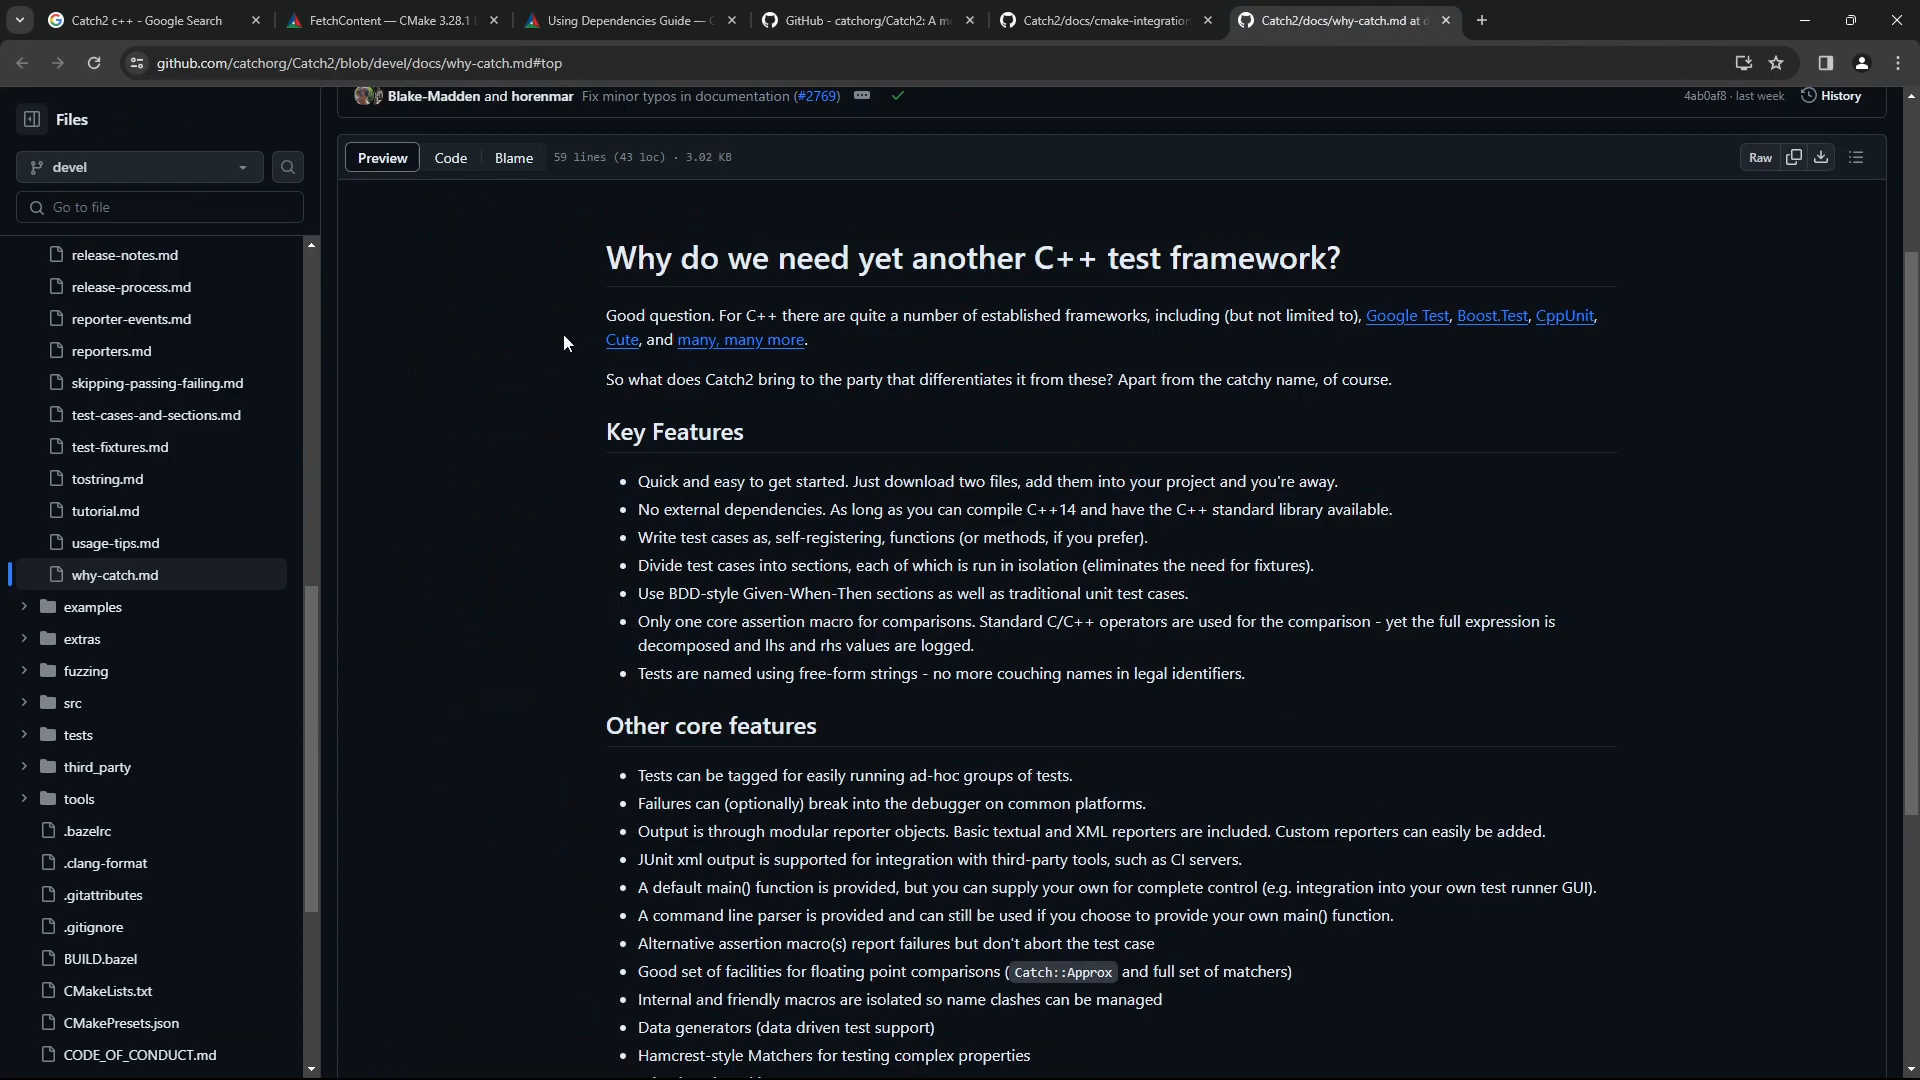 Catch2 c++ - Google Search
FetchContent — CMake 3.28.1
Using Dependencies Guide — C
GitHub - catchorg/Catch2: A m
Catch2/docs/cmake-integration
Catch2/docs/why-catch.md at d
github.com/catchorg/Catch2/blob/devel/docs/why-catch.md#top
Files
devel
Go to file
release-notes.md
release-process.md
reporter-events.md
reporters.md
skipping-passing-failing.md
test-cases-and-sections.md
test-fixtures.md
tostring.md
tutorial.md
usage-tips.md
why-catch.md
examples
extras
fuzzing
src
tests
third_party
tools
.bazelrc
.clang-format
.gitattributes
.gitignore
BUILD.bazel
CMakeLists.txt
CMakePresets.json
CODE_OF_CONDUCT.md
Blake-Madden and horenmar Fix minor typos in documentation (#2769)
4ab0af8 · last week History
Preview Code Blame 59 lines (43 loc) · 3.02 KB
Raw
Why do we need yet another C++ test framework?
Good question. For C++ there are quite a number of established frameworks, including (but not limited to), Google Test, Boost.Test, CppUnit,
Cute, and many, many more.
So what does Catch2 bring to the party that differentiates it from these? Apart from the catchy name, of course.
Key Features
• Quick and easy to get started. Just download two files, add them into your project and you're away.
• No external dependencies. As long as you can compile C++14 and have the C++ standard library available.
• Write test cases as, self-registering, functions (or methods, if you prefer).
• Divide test cases into sections, each of which is run in isolation (eliminates the need for fixtures).
• Use BDD-style Given-When-Then sections as well as traditional unit test cases.
• Only one core assertion macro for comparisons. Standard C/C++ operators are used for the comparison - yet the full expression is
decomposed and lhs and rhs values are logged.
• Tests are named using free-form strings - no more couching names in legal identifiers.
Other core features
• Tests can be tagged for easily running ad-hoc groups of tests.
• Failures can (optionally) break into the debugger on common platforms.
• Output is through modular reporter objects. Basic textual and XML reporters are included. Custom reporters can easily be added.
• JUnit xml output is supported for integration with third-party tools, such as CI servers.
• A default main() function is provided, but you can supply your own for complete control (e.g. integration into your own test runner GUI).
• A command line parser is provided and can still be used if you choose to provide your own main() function.
• Alternative assertion macro(s) report failures but don't abort the test case
• Good set of facilities for floating point comparisons (Catch::Approx and full set of matchers)
• Internal and friendly macros are isolated so name clashes can be managed
• Data generators (data driven test support)
• Hamcrest-style Matchers for testing complex properties